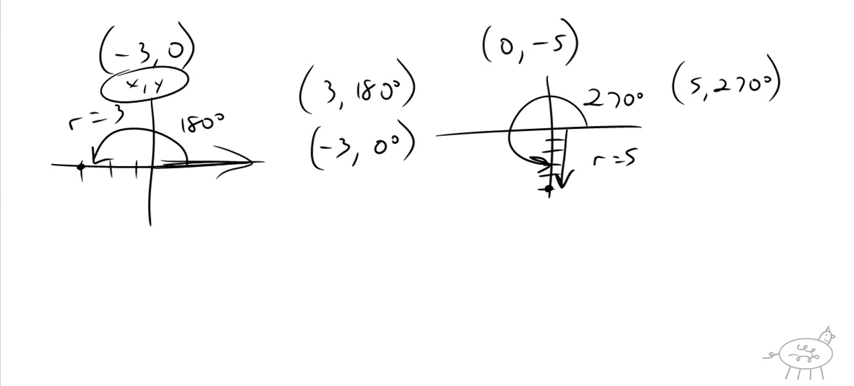 (-3, 0)
x, y
r = 3
180°
(3, 180°)
(-3, 0°)
(0, -5)
270°
r=5
(5, 270°)